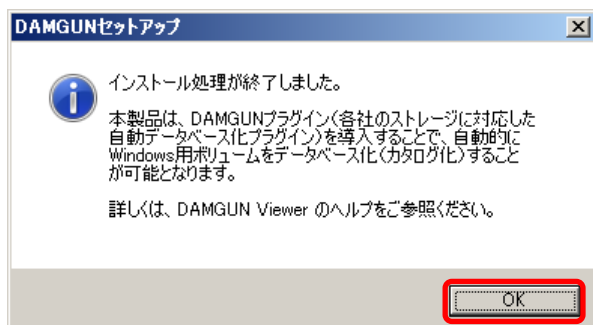 DAMGUNセットアップ
インストール処理が終了しました。
本製品は、DAMGUNプラグイン(各社のストレージに対応した
自動データベース化プラグイン)を導入することで、自動的に
Windows用ボリュームをデータベース化(カタログ化)すること
が可能となります。
詳しくは、DAMGUN Viewer のヘルプをご参照ください。
OK